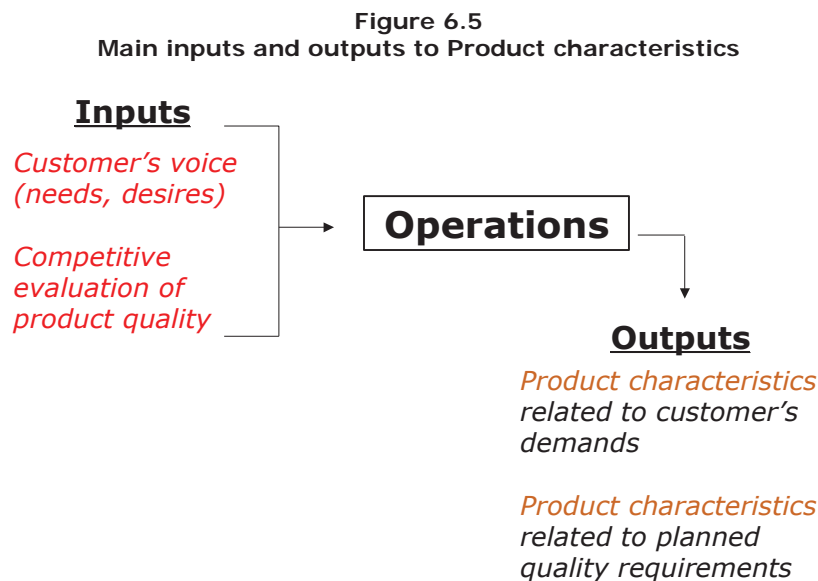 Figure 6.5
Main inputs and outputs to Product characteristics
Inputs
Customer’s voice
(needs, desires)
Competitive
evaluation of
product quality
Operations
Outputs
Product characteristics
related to customer’s
demands
Product characteristics
related to planned
quality requirements